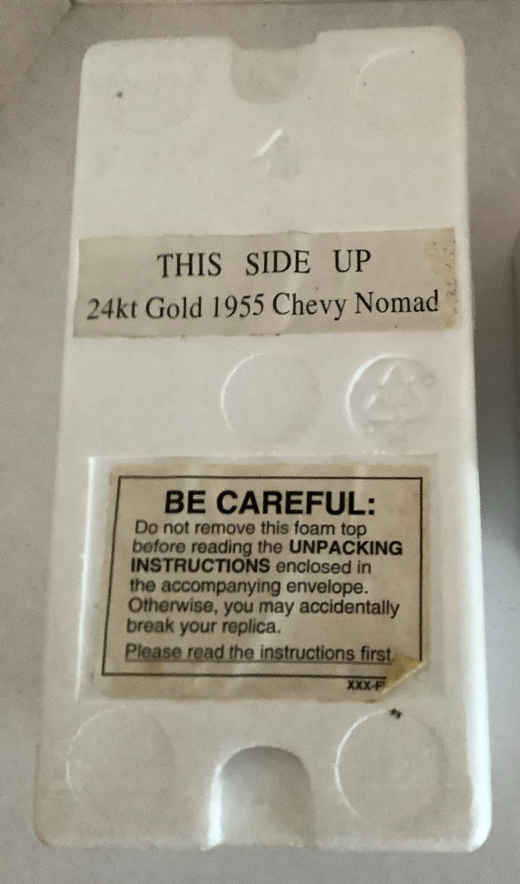 THIS SIDE UP
24kt Gold 1955 Chevy Nomad
BE CAREFUL:
Do not remove this foam top
before reading the UNPACKING
INSTRUCTIONS enclosed in
the accompanying envelope.
Otherwise, you may accidentally
break your replica.
Please read the instructions first.